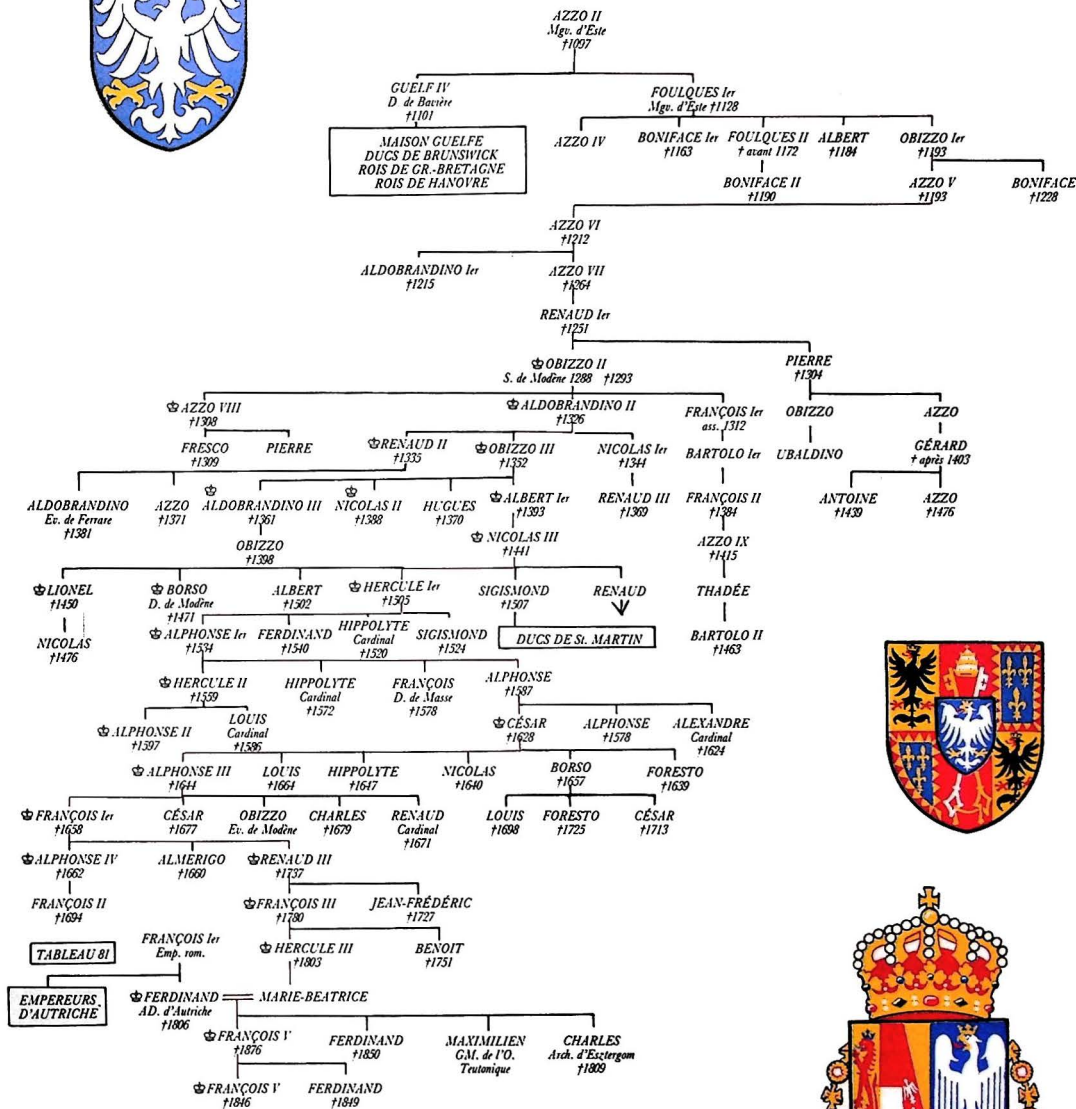 AZZO II
Mgv. d'Este
†1097
GUELF IV
D de Bavière
†1101
FOULQUES Ier
Mgv. d'Este †1128
MAISON GUELFE
DUCS DE BRUNSWICK
ROIS DE GR.-BRETAGNE
ROIS DE HANOVRE
AZZO IV
BONIFACE Ier
†1163
FOULQUES II
† avant 1172
ALBERT
†1184
OBIZZO Ier
†1193
BONIFACE II
†1190
AZZO V
†1193
BONIFACE
†1228
AZZO VI
†1212
ALDOBRANDINO Ier
†1215
AZZO VII
†1264
RENAUD Ier
†1251
OBIZZO II
S. de Modène 1288 †1293
PIERRE
†1304
AZZO VIII
†1308
ALDOBRANDINO II
†1326
FRANÇOIS Ier
ass. 1312
OBIZZO
AZZO
FRESCO
†1309
PIERRE
RENAUD II
†1335
OBIZZO III
†1352
NICOLAS Ier
†1344
BARTOLO Ier
UBALDINO
GÉRARD
† après 1403
ALDOBRANDINO
Ev. de Ferrare
†1381
AZZO
†1371
ALDOBRANDINO III
†1361
NICOLAS II
†1388
HUGUES
†1370
ALBERT Ier
†1393
RENAUD III
†1369
FRANÇOIS II
†1384
ANTOINE
†1439
AZZO
†1476
OBIZZO
†1398
NICOLAS III
†1441
AZZO IX
†1415
LIONEL
†1450
BORSO
D. de Modène
†1471
ALBERT
†1502
HERCULE Ier
†1505
SIGISMOND
†1507
RENAUD
THADÉE
NICOLAS
†1476
ALPHONSE Ier
†1534
FERDINAND
†1540
HIPPOLYTE
Cardinal
†1520
SIGISMOND
†1524
DUCS DE St. MARTIN
BARTOLO II
†1463
HERCULE II
†1559
HIPPOLYTE
Cardinal
†1572
FRANÇOIS
D. de Masse
†1578
ALPHONSE
†1587
ALPHONSE II
†1597
LOUIS
Cardinal
†1586
CÉSAR
†1628
ALPHONSE
†1578
ALEXANDRE
Cardinal
†1624
ALPHONSE III
†1644
LOUIS
†1664
HIPPOLYTE
†1647
NICOLAS
†1640
BORSO
†1657
FORESTO
†1639
FRANÇOIS Ier
†1658
CÉSAR
†1677
OBIZZO
Ev. de Modène
CHARLES
†1679
RENAUD
Cardinal
†1671
LOUIS
†1698
FORESTO
†1725
CÉSAR
†1713
ALPHONSE IV
†1662
ALMERIGO
†1660
RENAUD III
†1737
FRANÇOIS II
†1694
FRANÇOIS III
†1780
JEAN-FRÉDÉRIC
†1727
TABLEAU 81
FRANÇOIS Ier
Emp. rom.
HERCULE III
†1803
BENOIT
†1751
EMPEREURS
D'AUTRICHE
FERDINAND
AD. d'Autriche
†1806
MARIE-BEATRICE
FRANÇOIS V
†1876
FERDINAND
†1850
MAXIMILIEN
GM. de l'O.
Teutonique
CHARLES
Arch. d'Esztergom
†1809
FRANÇOIS V
†1846
FERDINAND
†1849